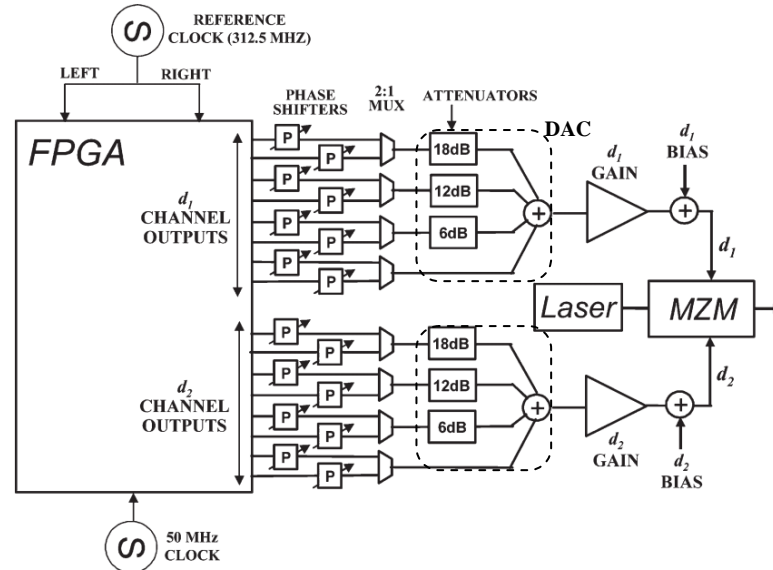 REFERENCE
CLOCK (312.5 MHZ)
S
LEFT
RIGHT
PHASE
SHIFTERS
2:1
MUX
ATTENUATORS
DAC
FPGA
P
P
P
P
P
P
P
P
18dB
12dB
6dB
+
d1
CHANNEL
OUTPUTS
d1
GAIN
d1
BIAS
+
d1
Laser
MZM
d2
CHANNEL
OUTPUTS
P
P
P
P
P
P
P
P
18dB
12dB
6dB
+
d2
GAIN
+
d2
d2
BIAS
S
50 MHz
CLOCK